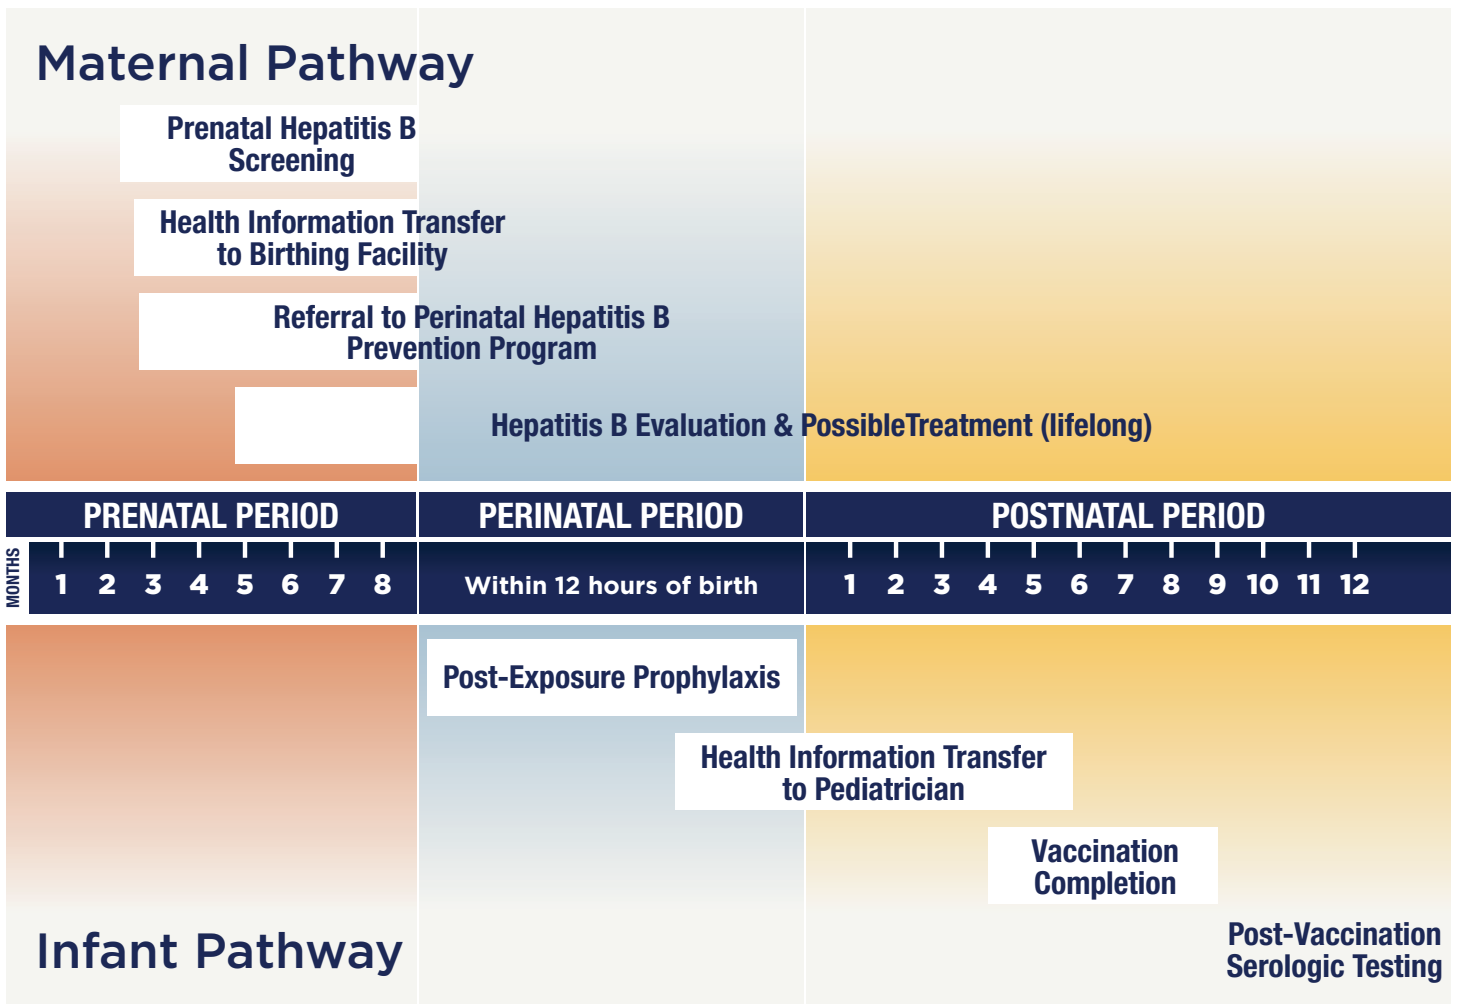 Maternal Pathway
Prenatal Hepatitis B
Screening
Health Information Transfer
to Birthing Facility
Referral to Perinatal Hepatitis B
Prevention Program
Hepatitis B Evaluation & PossibleTreatment (lifelong)
PRENATAL PERIOD
PERINATAL PERIOD
POSTNATAL PERIOD
MONTHS
1 2 3 4 5 6 7 8
Within 12 hours of birth
1 2 3 4 5 6 7 8 9 10 11 12
Post-Exposure Prophylaxis
Health Information Transfer
to Pediatrician
Vaccination
Completion
Post-Vaccination
Serologic Testing
Infant Pathway